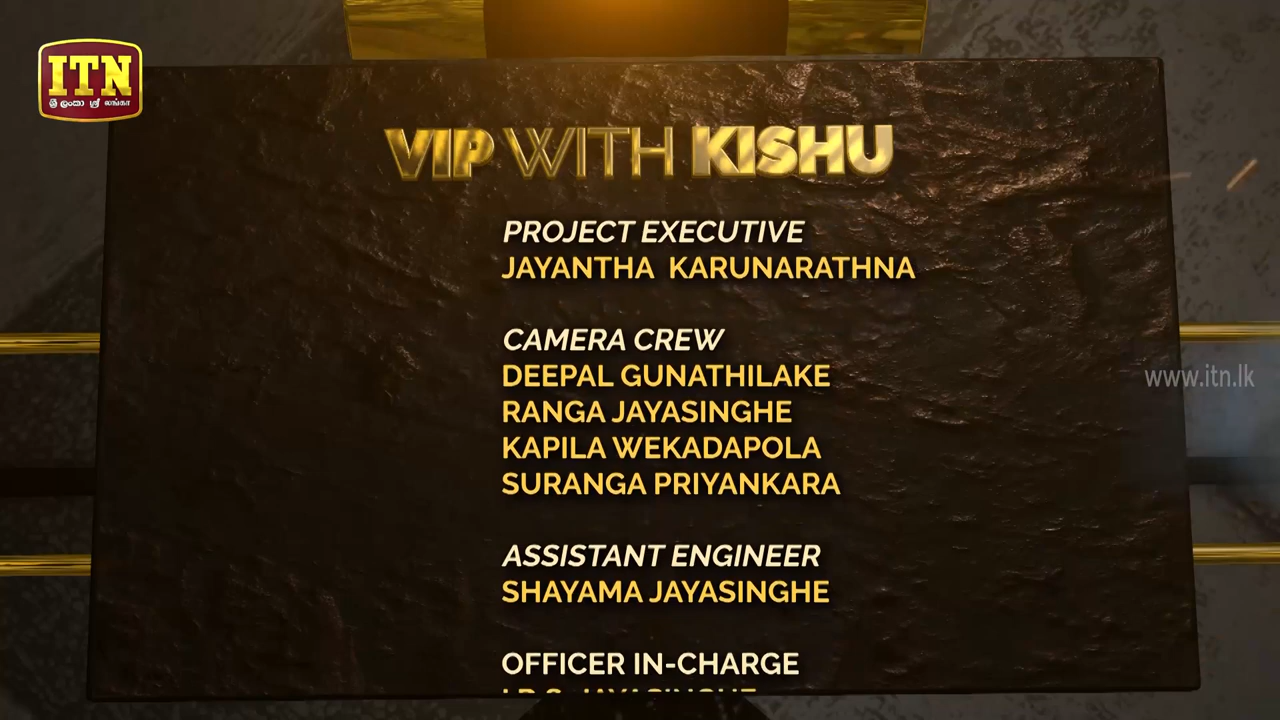 ITN
ශ්‍රී ලංකා ஸ்ரீ லங்கா
VIP WITH KISHU
PROJECT EXECUTIVE
JAYANTHA KARUNARATHNA
CAMERA CREW
DEEPAL GUNATHILAKE
RANGA JAYASINGHE
KAPILA WEKADAPOLA
SURANGA PRIYANKARA
www.itn.lk
ASSISTANT ENGINEER
SHAYAMA JAYASINGHE
OFFICER IN-CHARGE